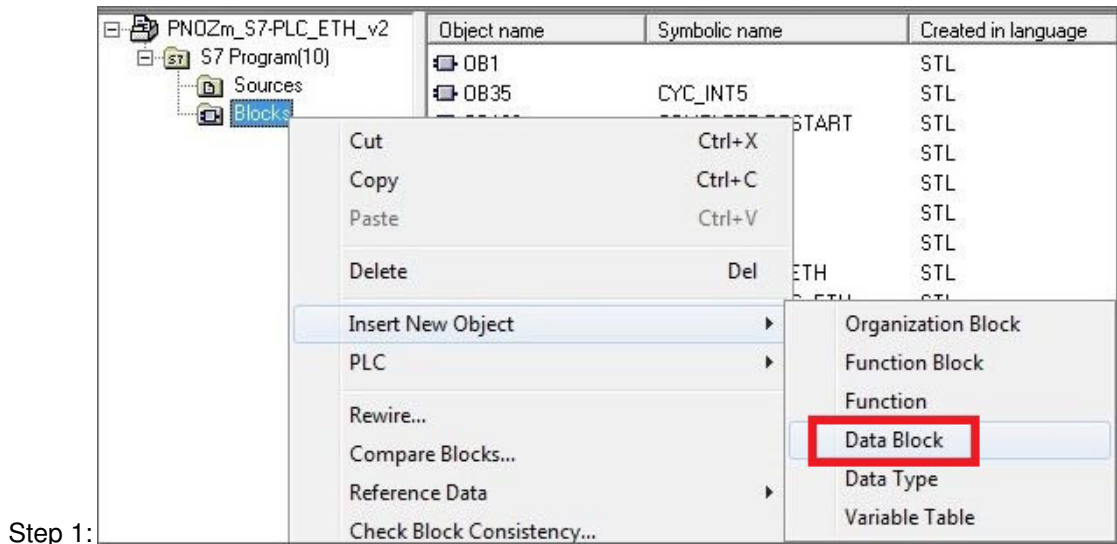 PNOZm_S7-PLC_ETH_v2
S7 Program(10)
Sources
Blocks
Object name Symbolic name Created in language
OB1 STL
OB35 CYC_INT5 STL
STL
STL
STL
STL
STL
ETH STL
Cut Ctrl+X
Copy Ctrl+C
Paste Ctrl+V
Delete Del
Insert New Object
PLC
Rewire...
Compare Blocks...
Reference Data
Check Block Consistency...
Organization Block
Function Block
Function
Data Block
Data Type
Variable Table
Step 1: